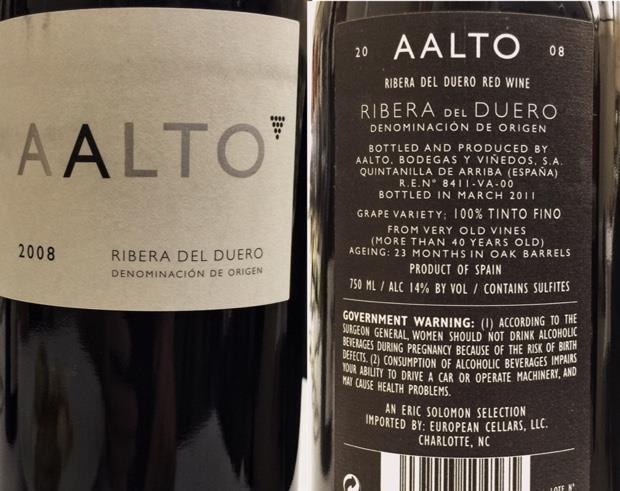 AALTO
2008 RIBERA DEL DUERO
DENOMINACIÓN DE ORIGEN
20 AALTO 08
RIBERA DEL DUERO RED WINE
RIBERA DEL DUERO
DENOMINACIÓN DE ORIGEN
BOTTLED AND PRODUCED BY
AALTO, BODEGAS Y VIÑEDOS, S.A.
QUINTANILLA DE ARRIBA (ESPAÑA)
R.E.Nº 8411-VA-00
BOTTLED IN MARCH 2011
GRAPE VARIETY: 100% TINTO FINO
FROM VERY OLD VINES
(MORE THAN 40 YEARS OLD)
AGEING: 23 MONTHS IN OAK BARRELS
PRODUCT OF SPAIN
750 ML / ALC 14% BY VOL / CONTAINS SULFITES
GOVERNMENT WARNING: (1) ACCORDING TO THE
SURGEON GENERAL, WOMEN SHOULD NOT DRINK ALCOHOLIC
BEVERAGES DURING PREGNANCY BECAUSE OF THE RISK OF BIRTH
DEFECTS. (2) CONSUMPTION OF ALCOHOLIC BEVERAGES IMPAIRS
YOUR ABILITY TO DRIVE A CAR OR OPERATE MACHINERY, AND
MAY CAUSE HEALTH PROBLEMS.
AN ERIC SOLOMON SELECTION
IMPORTED BY: EUROPEAN CELLARS, LLC.
CHARLOTTE, NC
LOTE Nº